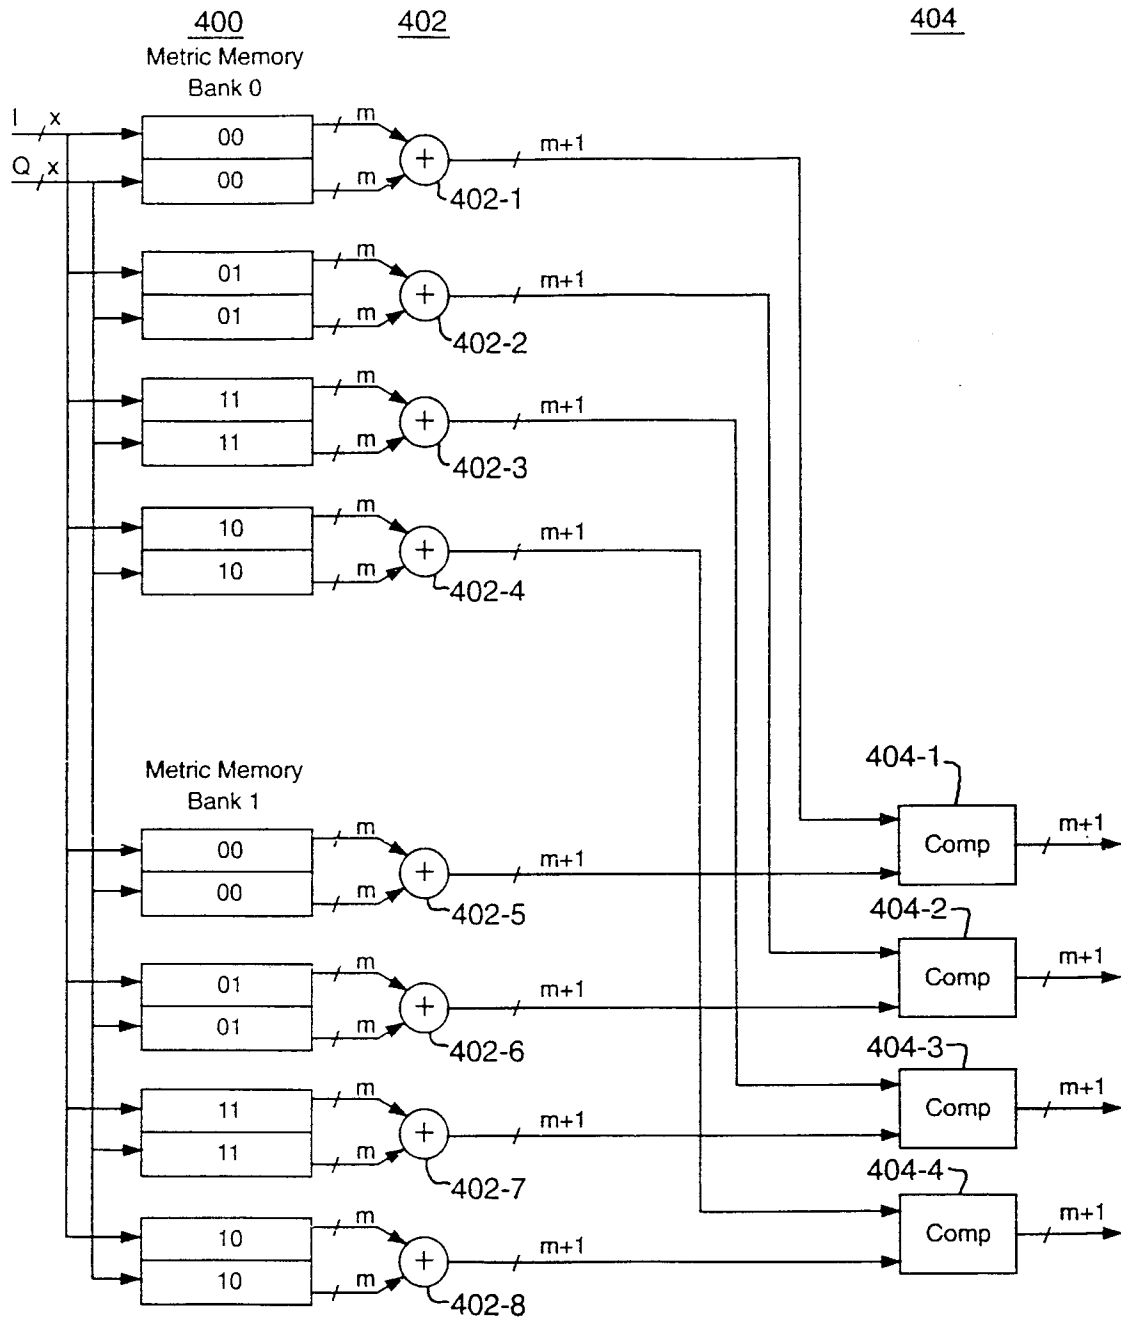 400
402
404
Metric Memory
Bank 0
I x
Q x
00
00
m
m
+
m+1
402-1
01
01
m
m
+
m+1
402-2
11
11
m
m
+
m+1
402-3
10
10
m
m
+
m+1
402-4
Metric Memory
Bank 1
00
00
m
m
+
m+1
402-5
404-1
Comp
m+1
01
01
m
m
+
m+1
402-6
404-2
Comp
m+1
11
11
m
m
+
m+1
402-7
404-3
Comp
m+1
10
10
m
m
+
m+1
402-8
404-4
Comp
m+1